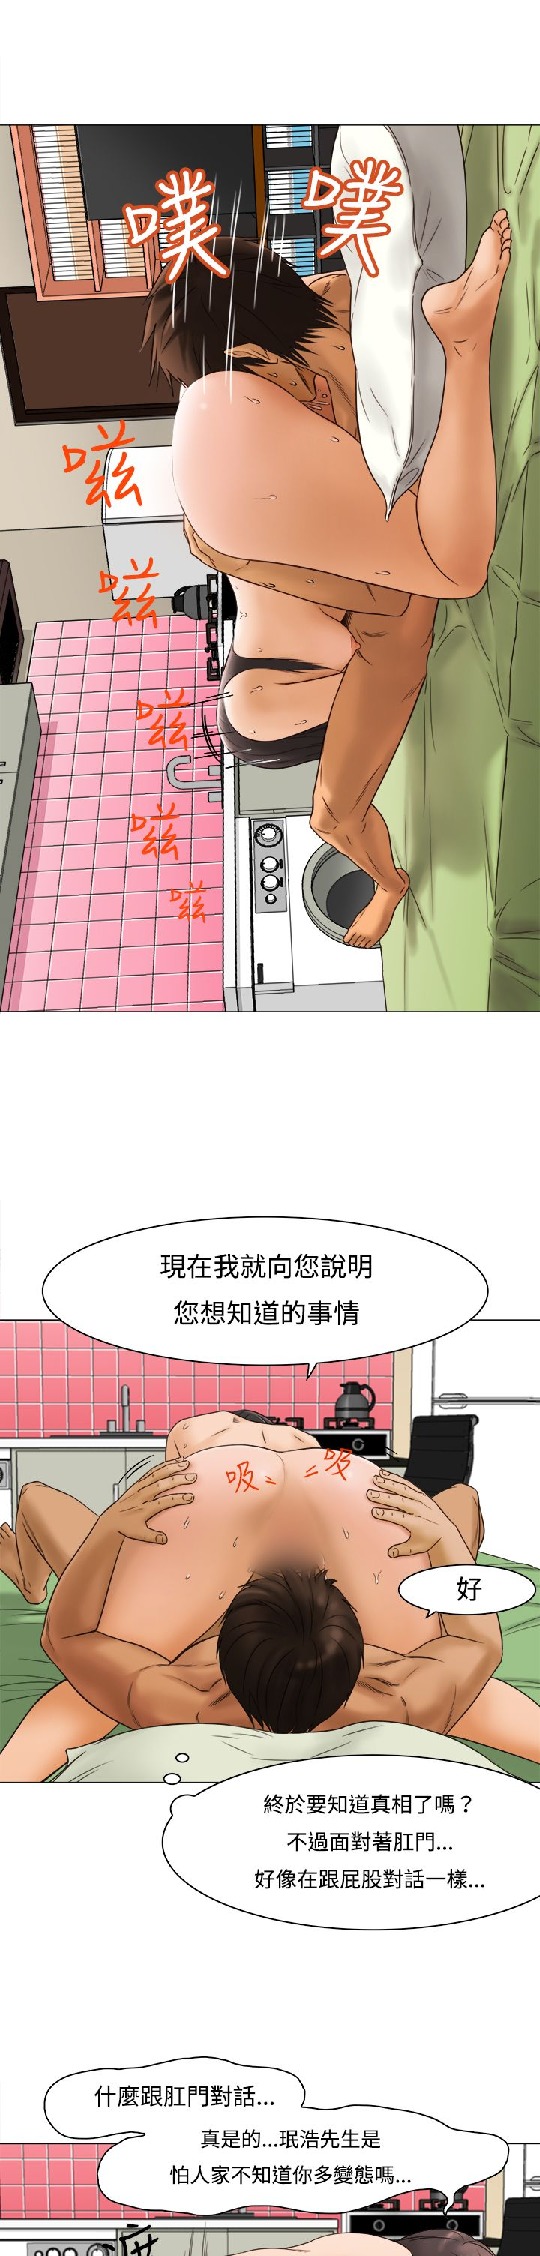 噗
噗
嗞
嗞
嗞
嗞
嗞
現在我就向您說明
您想知道的事情
吸
吸
好
終於要知道真相了嗎？
不過面對著肛門...
好像在跟屁股對話一樣...
什麼跟肛門對話...
真是的...珉浩先生是
怕人家不知道你多變態嗎...